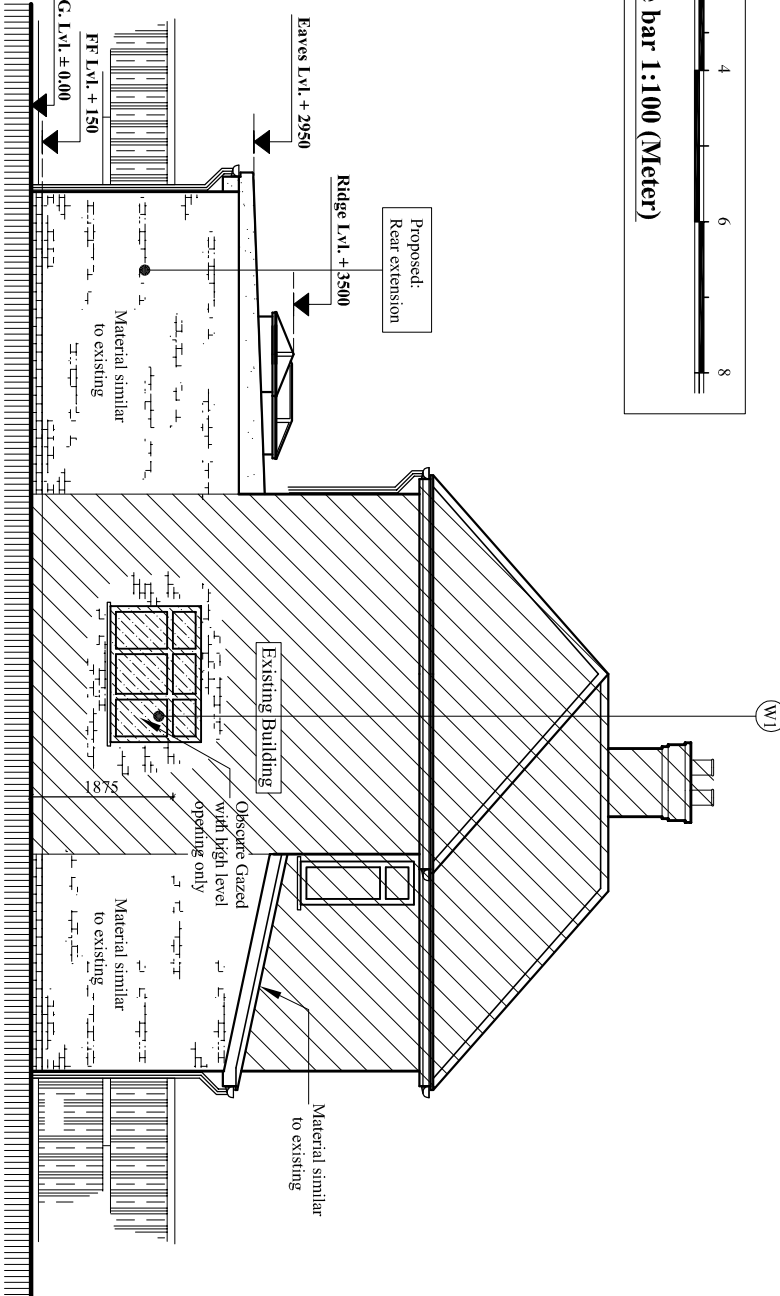 4
6
8
e bar 1:100 (Meter)
W1
Proposed:
Rear extension
Ridge Lvl. + 3500
Eaves Lvl. + 2950
FF Lvl. + 150
G. Lvl. ± 0.00
Material similar
to existing
Existing Building
Obscure Gazed
with high level
opening only
1875
Material similar
to existing
Material similar
to existing